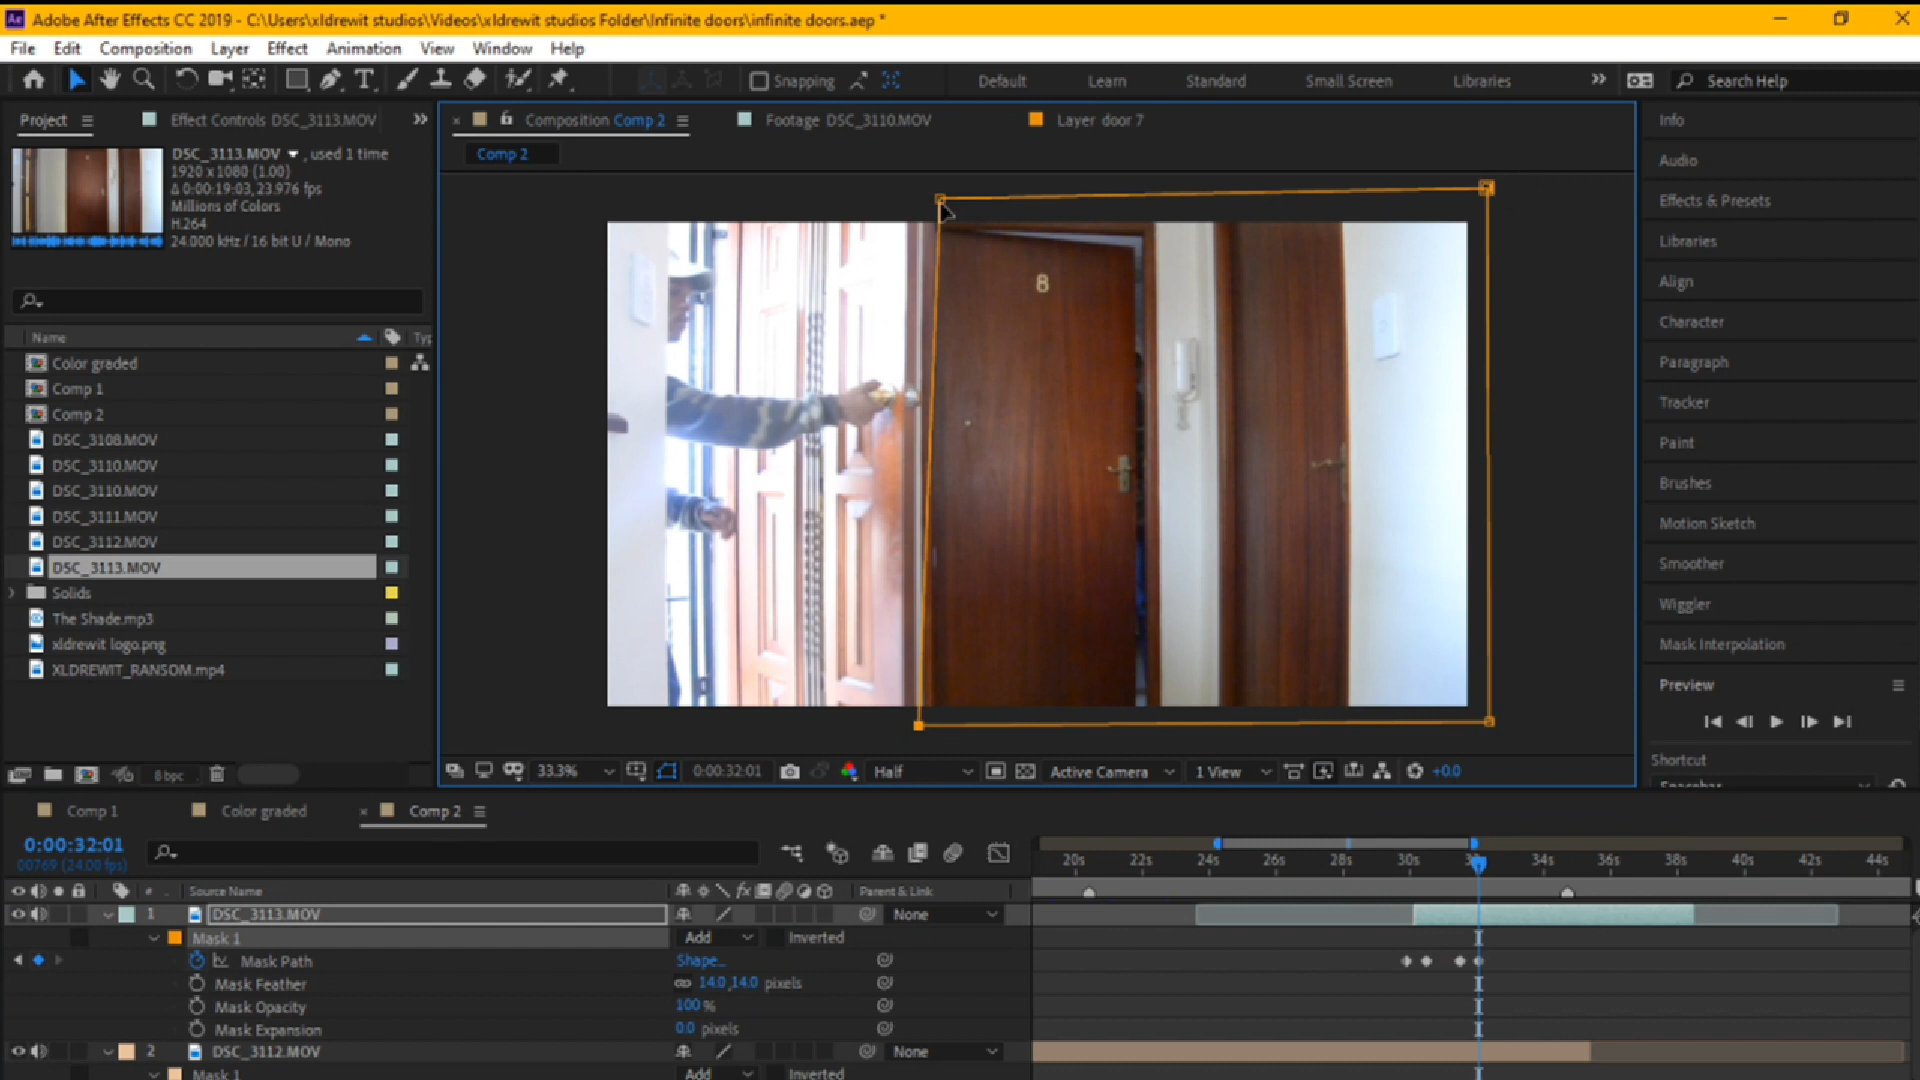 Adobe After Effects CC 2019 - C:\Users\xldrewit studios\Videos\xldrewit studios Folder\Infinite doors\infinite doors.aep *
File Edit Composition Layer Effect Animation View Window Help
Snapping Default Learn Standard Small Screen Libraries Search Help
Project Effect Controls DSC_3113.MOV
Composition Comp 2 Footage DSC_3110.MOV Layer door 7
Comp 2
DSC_3113.MOV , used 1 time
1920 x 1080 (1.00)
Δ 0:00:19:03, 23.976 fps
Millions of Colors
H.264
24.000 kHz / 16 bit U / Mono
Name Typ
Color graded
Comp 1
Comp 2
DSC_3108.MOV
DSC_3110.MOV
DSC_3110.MOV
DSC_3111.MOV
DSC_3112.MOV
DSC_3113.MOV
Solids
The Shade.mp3
xldrewit logo.png
XLDREWIT_RANSOM.mp4
8 bpc
8
33.3% 0:00:32:01 Half Active Camera 1 View +0.0
Info
Audio
Effects & Presets
Libraries
Align
Character
Paragraph
Tracker
Paint
Brushes
Motion Sketch
Smoother
Wiggler
Mask Interpolation
Preview
Shortcut
Spacebar
Comp 1 Color graded Comp 2
0:00:32:01
00769 (24.00 fps)
20s 22s 24s 26s 28s 30s 34s 36s 38s 40s 42s 44s
# Source Name fx Parent & Link
1 DSC_3113.MOV None
Mask 1 Add Inverted
Mask Path Shape...
Mask Feather 14.0,14.0 pixels
Mask Opacity 100 %
Mask Expansion 0.0 pixels
2 DSC_3112.MOV None
Mask 1 Add Inverted